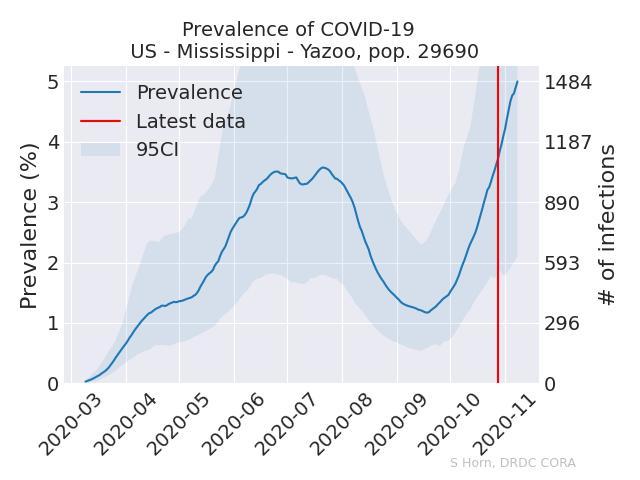 Prevalence of COVID-19
US - Mississippi - Yazoo, pop. 29690
Prevalence
Latest data
95CI
Prevalence (%)
5
4
3
2
1
0
1484
1187
890
593
296
0
# of infections
2020-03
2020-04
2020-05
2020-06
2020-07
2020-08
2020-09
2020-10
2020-11
S Horn, DRDC CORA